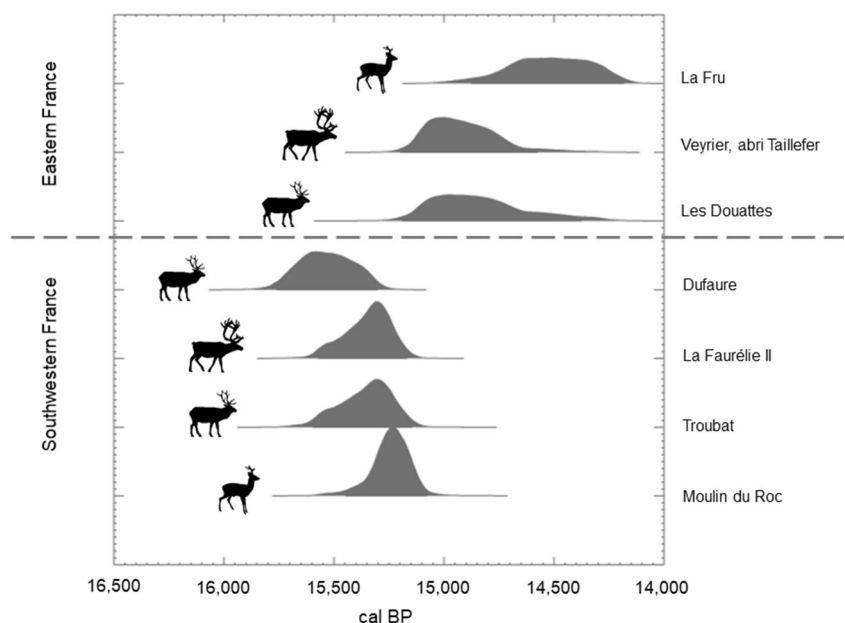 Eastern France
La Fru
Veyrier, abri Taillefer
Les Douattes
Southwestern France
Dufaure
La Faurélie II
Troubat
Moulin du Roc
16,500 16,000 15,500 15,000 14,500 14,000
cal BP